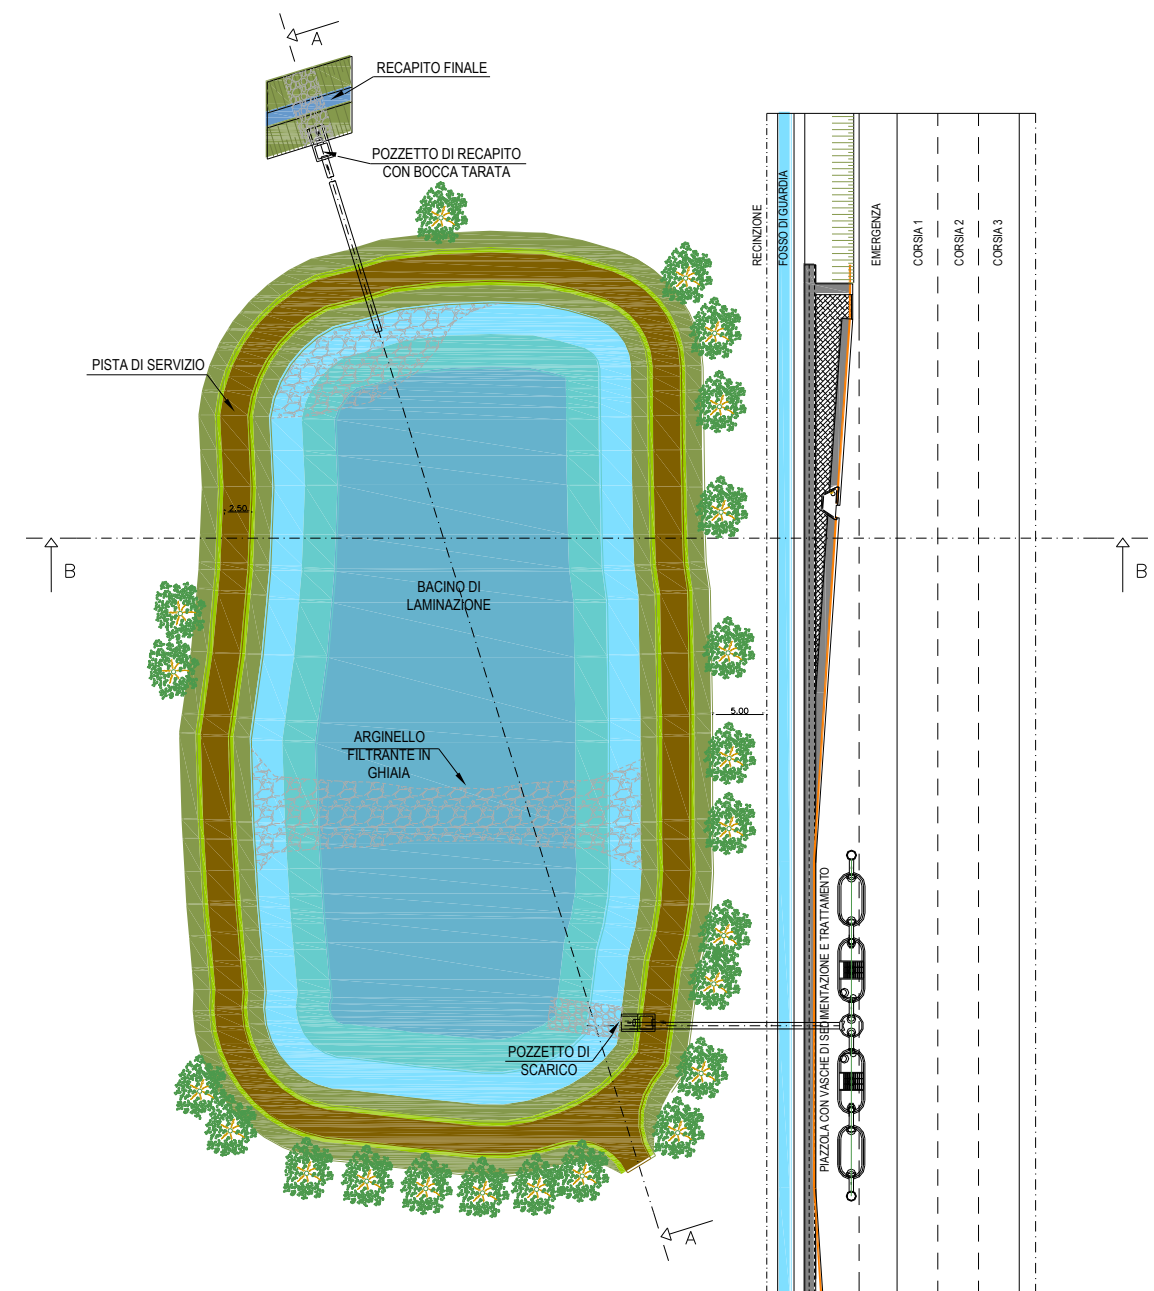 A
RECAPITO FINALE
POZZETTO DI RECAPITO
CON BOCCA TARATA
RECINZIONE
FOSSO DI GUARDIA
EMERGENZA
CORSIA 1
CORSIA 2
CORSIA 3
PISTA DI SERVIZIO
2.50
B
B
BACINO DI
LAMINAZIONE
5.00
ARGINELLO
FILTRANTE IN
GHIAIA
PIAZZOLA CON VASCHE DI SEDIMENTAZIONE E TRATTAMENTO
POZZETTO DI
SCARICO
A